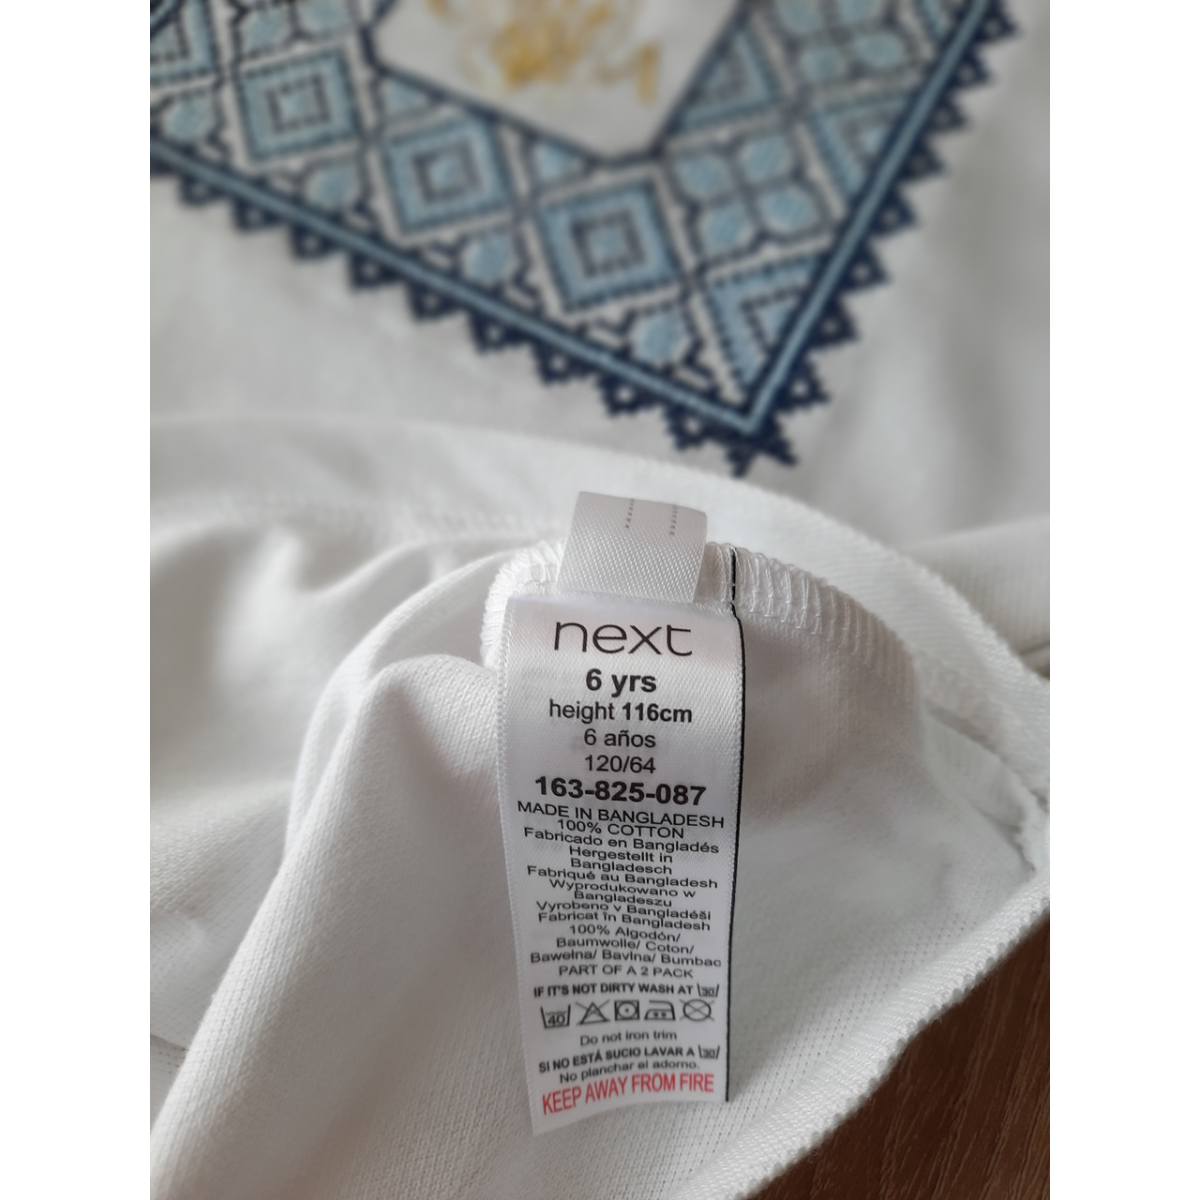 next
6 yrs
height 116cm
6 años
120/64
163-825-087
MADE IN BANGLADESH
100% COTTON
Fabricado en Bangladés
Hergestellt in
Bangladesch
Fabriqué au Bangladesh
Wyprodukowano w
Bangladeszu
Vyrobeno v Bangladéši
Fabricat în Bangladesh
100% Algodón/
Baumwolle/ Coton/
Bawełna/ Bavlna/ Bumbac
PART OF A 2 PACK
IF IT'S NOT DIRTY WASH AT 30
40
Do not iron trim
SI NO ESTÁ SUCIO LAVAR A 30
No planchar el adorno.
KEEP AWAY FROM FIRE